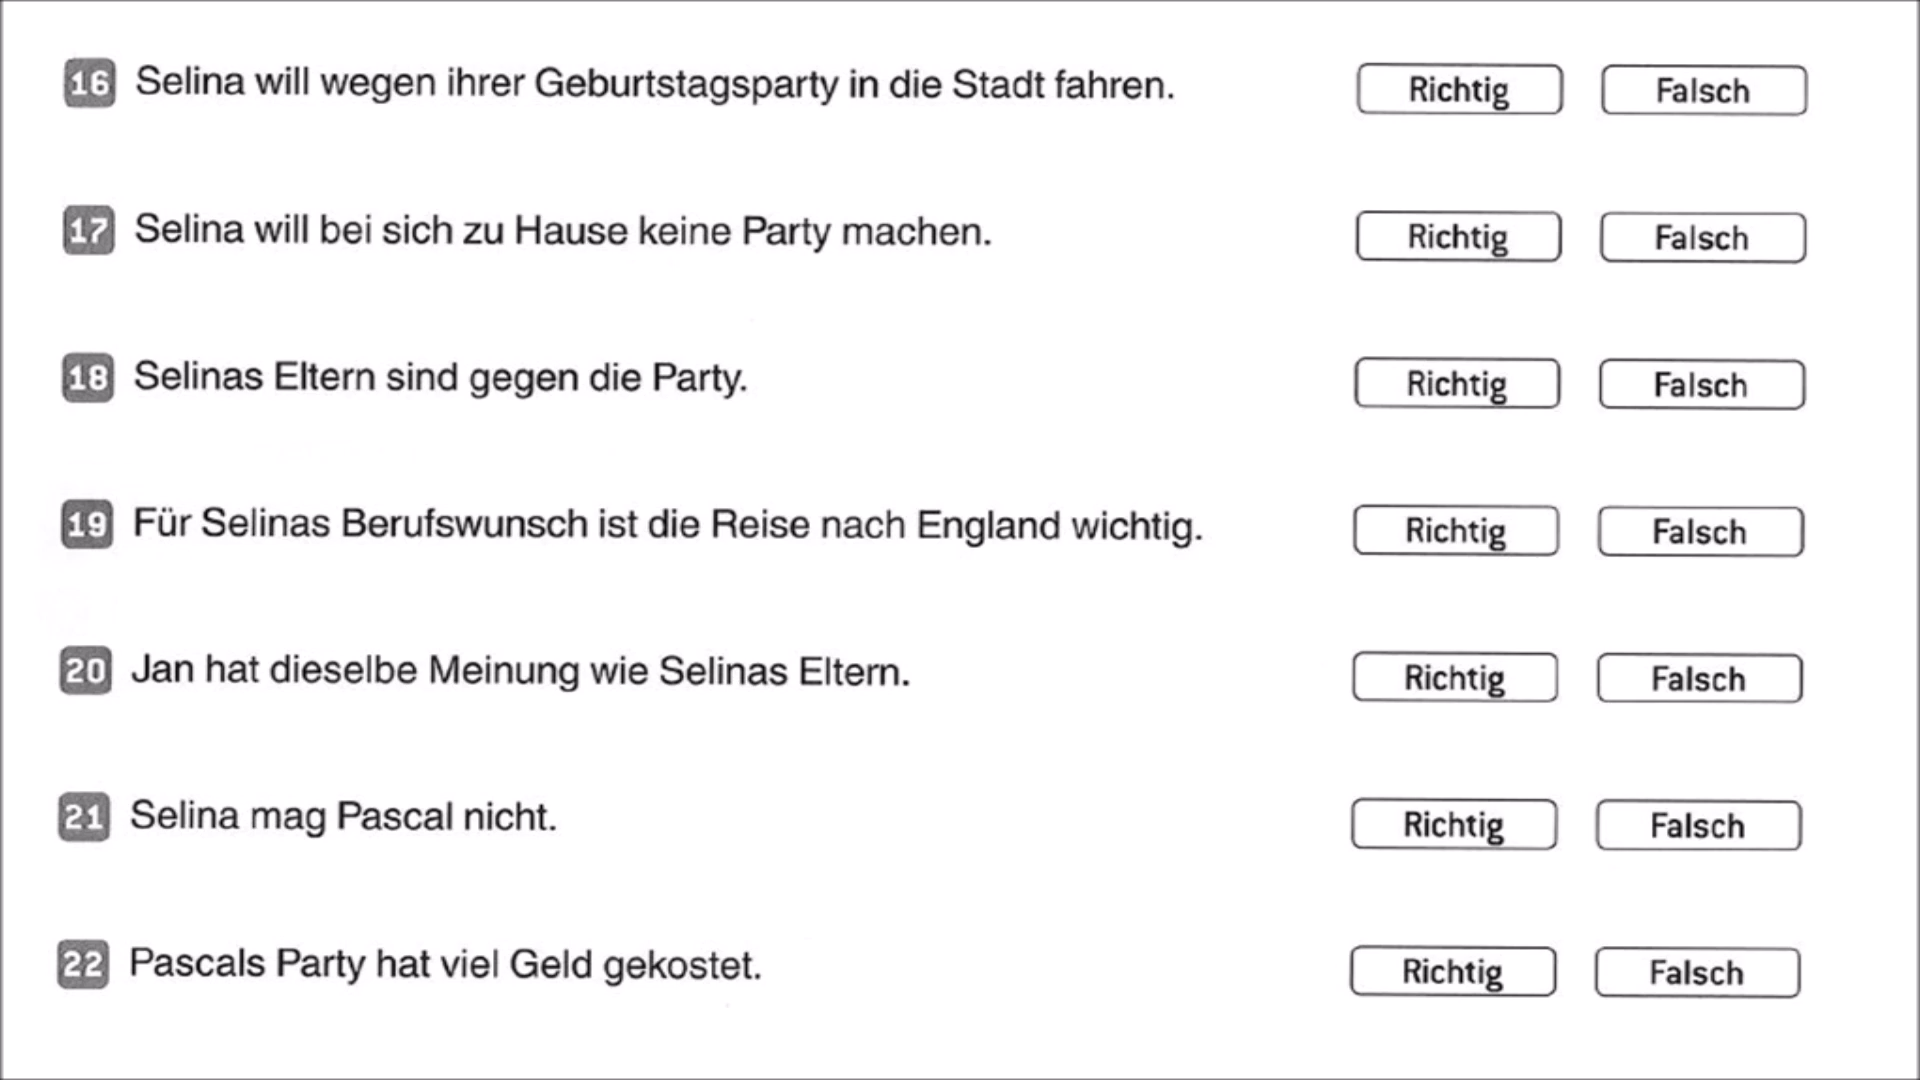 16 Selina will wegen ihrer Geburtstagsparty in die Stadt fahren. Richtig Falsch
17 Selina will bei sich zu Hause keine Party machen. Richtig Falsch
18 Selinas Eltern sind gegen die Party. Richtig Falsch
19 Für Selinas Berufswunsch ist die Reise nach England wichtig. Richtig Falsch
20 Jan hat dieselbe Meinung wie Selinas Eltern. Richtig Falsch
21 Selina mag Pascal nicht. Richtig Falsch
22 Pascals Party hat viel Geld gekostet. Richtig Falsch